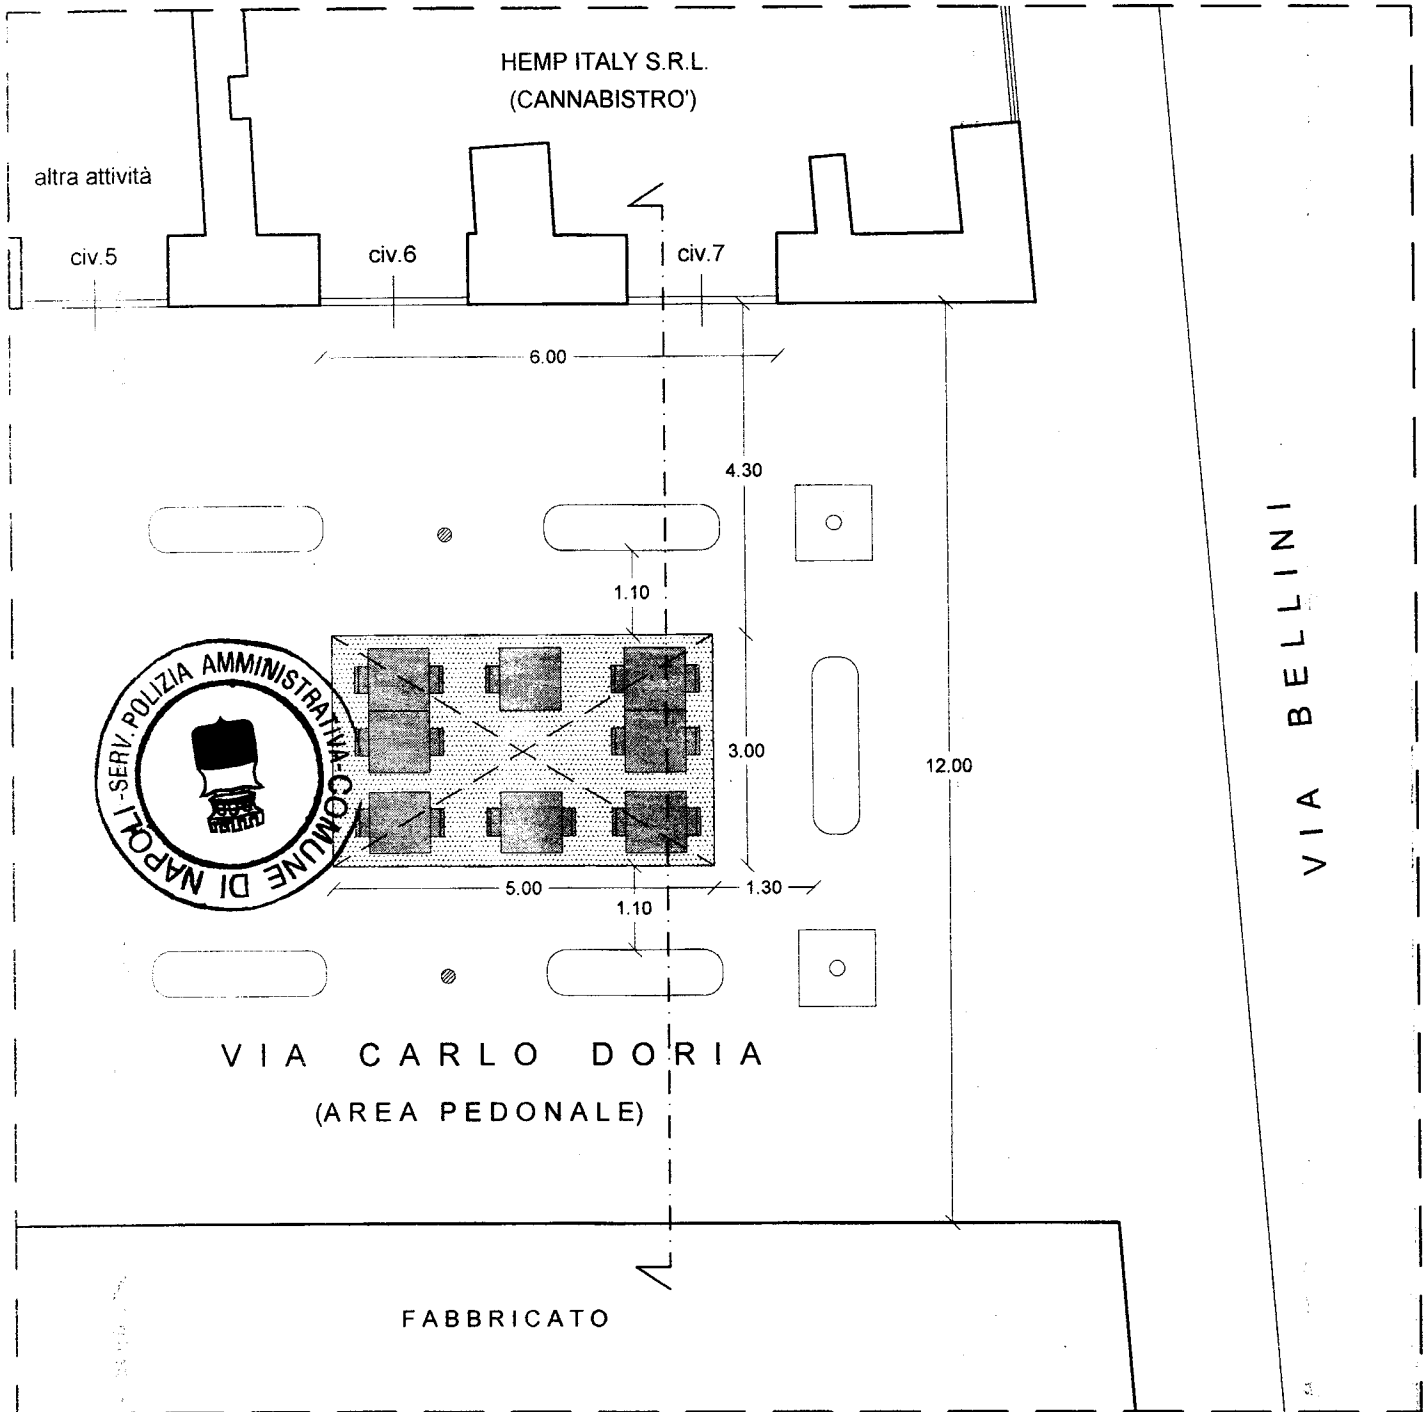 HEMP ITALY S.R.L.
(CANNABISTRO')
altra attività
civ.5
civ.6
civ.7
6.00
4.30
1.10
3.00
12.00
5.00
1.30
1.10
SERV. POLIZIA AMMINISTRATIVA-COMUNE DI NAPOLI-
VIA BELLINI
VIA CARLO DORIA
(AREA PEDONALE)
FABBRICATO